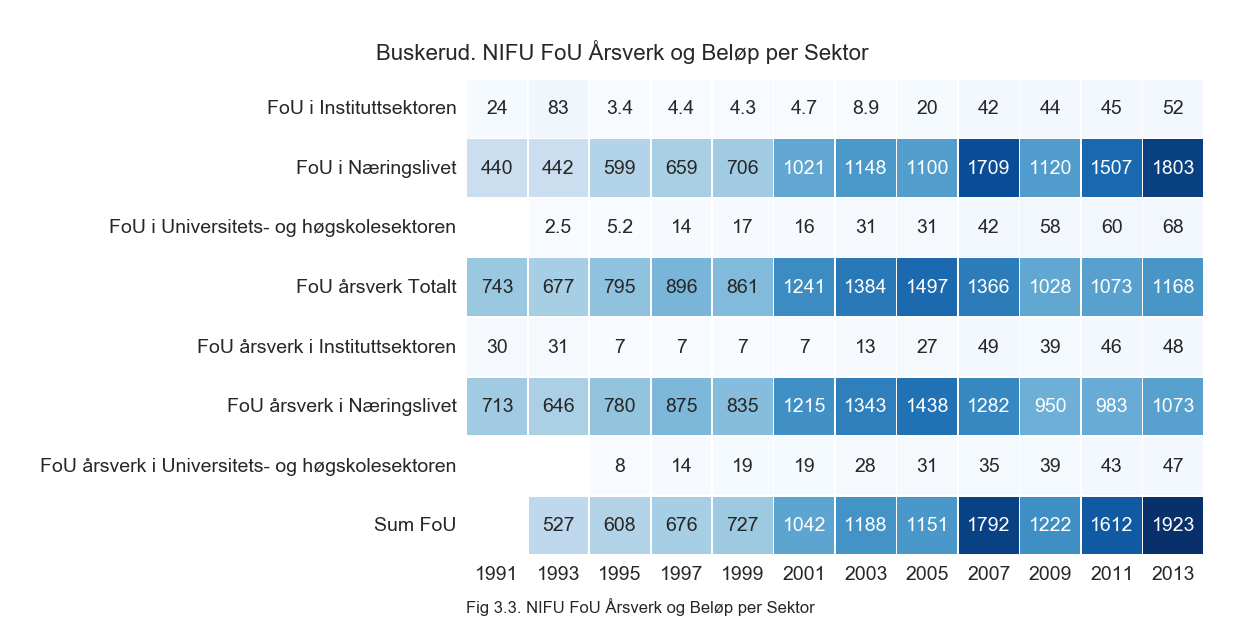 Buskerud. NIFU FoU Årsverk og Beløp per Sektor
FoU i Instituttsektoren 24 83 3.4 4.4 4.3 4.7 8.9 20 42 44 45 52
FoU i Næringslivet 440 442 599 659 706 1021 1148 1100 1709 1120 1507 1803
FoU i Universitets- og høgskolesektoren 2.5 5.2 14 17 16 31 31 42 58 60 68
FoU årsverk Totalt 743 677 795 896 861 1241 1384 1497 1366 1028 1073 1168
FoU årsverk i Instituttsektoren 30 31 7 7 7 7 13 27 49 39 46 48
FoU årsverk i Næringslivet 713 646 780 875 835 1215 1343 1438 1282 950 983 1073
FoU årsverk i Universitets- og høgskolesektoren 8 14 19 19 28 31 35 39 43 47
Sum FoU 527 608 676 727 1042 1188 1151 1792 1222 1612 1923
1991 1993 1995 1997 1999 2001 2003 2005 2007 2009 2011 2013
Fig 3.3. NIFU FoU Årsverk og Beløp per Sektor